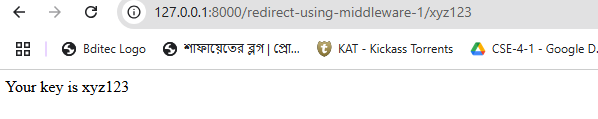 127.0.0.1:8000/redirect-using-middleware-1/xyz123
Bditec Logo শাফায়েতের ব্লগ | প্রো... KAT - Kickass Torrents CSE-4-1 - Google D.
Your key is xyz123